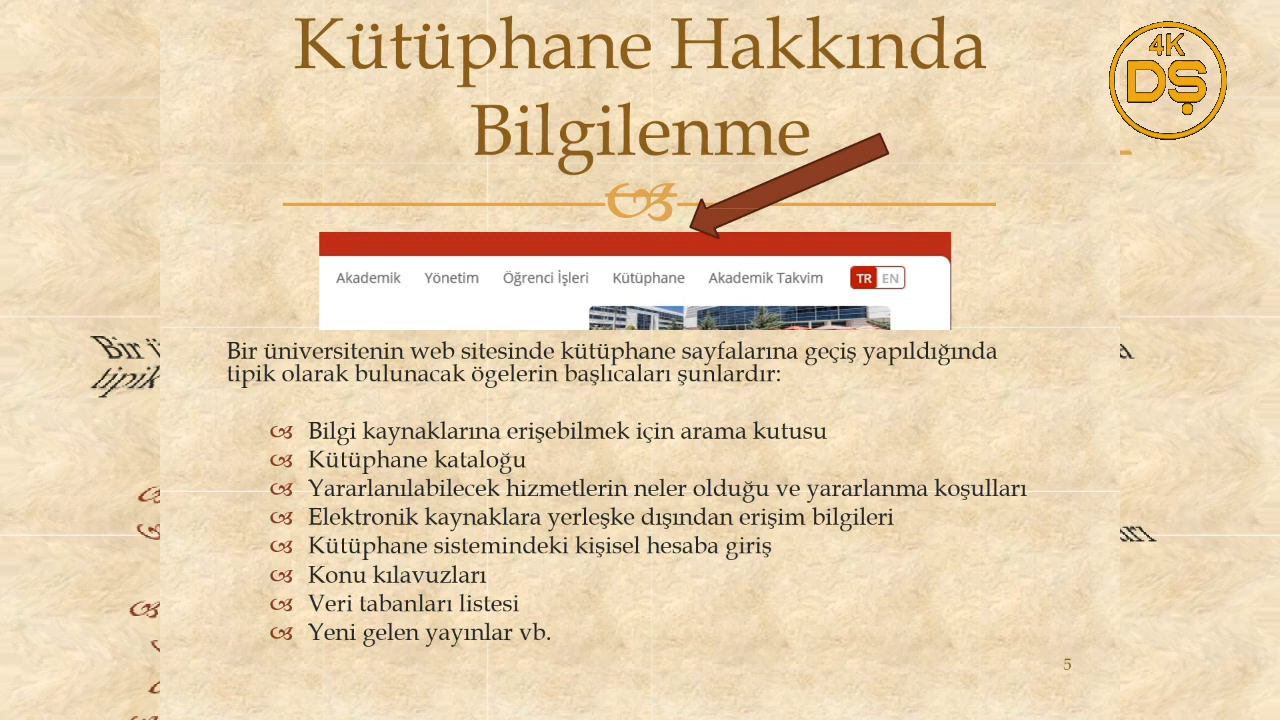 Kütüphane Hakkında
Bilgilenme
4K
DŞ
Akademik Yönetim Öğrenci İşleri Kütüphane Akademik Takvim TR EN
Bir üniversitenin web sitesinde kütüphane sayfalarına geçiş yapıldığında
tipik olarak bulunacak ögelerin başlıcaları şunlardır:
Bilgi kaynaklarına erişebilmek için arama kutusu
Kütüphane kataloğu
Yararlanılabilecek hizmetlerin neler olduğu ve yararlanma koşulları
Elektronik kaynaklara yerleşke dışından erişim bilgileri
Kütüphane sistemindeki kişisel hesaba giriş
Konu kılavuzları
Veri tabanları listesi
Yeni gelen yayınlar vb.
5
Bir
tipik